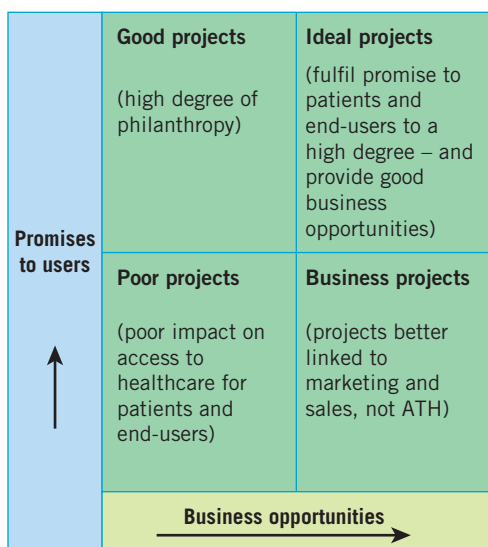 Good projects
(high degree of
philanthropy)
Ideal projects
(fulfil promise to
patients and
end-users to a
high degree – and
provide good
business
opportunities)
Promises
to users
Poor projects
(poor impact on
access to
healthcare for
patients and
end-users)
Business projects
(projects better
linked to
marketing and
sales, not ATH)
Business opportunities